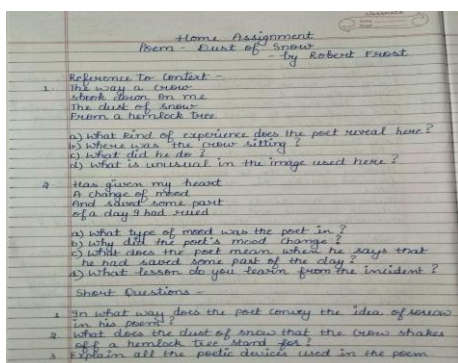 Home Assignment
Poem - Dust of Snow
- by Robert Frost
Reference to Context -
1. The way a crow
shook down on me
The dust of snow
From a hemlock tree
a) What kind of experience does the poet reveal here?
b) Where was the crow sitting?
c) What did he do?
d) What is unusual in the image used here?
2. Has given my heart
A change of mood
And saved some part
of a day I had rued.
a) What type of mood was the poet in?
b) Why did the poet's mood change?
c) What does the poet mean when he says that
he had saved some part of the day?
d) What lesson do you learn from the incident?
Short Questions -
1. In what way does the poet convey the idea of sorrow
in his poem?
2. What does the dust of snow that the crow shakes
off a hemlock tree stand for?
3. Explain all the poetic devices used in the poem